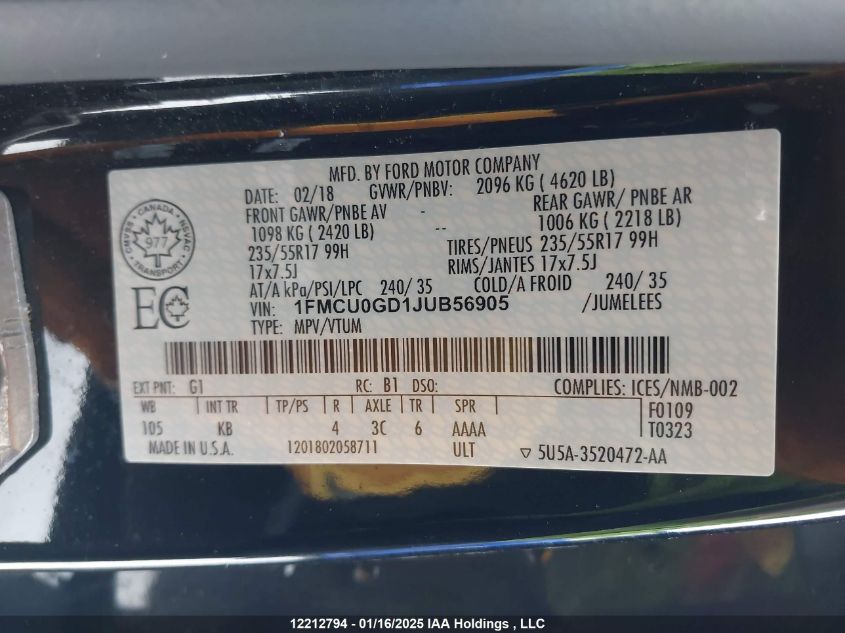 MFD. BY FORD MOTOR COMPANY
DATE: 02/18 GVWR/PNBV: 2096 KG ( 4620 LB)
FRONT GAWR/PNBE AV - REAR GAWR/ PNBE AR
1098 KG ( 2420 LB) -- 1006 KG ( 2218 LB)
235/55R17 99H TIRES/PNEUS 235/55R17 99H
17x7.5J RIMS/JANTES 17x7.5J
AT/A kPa/PSI/LPC 240/ 35 COLD/A FROID 240/ 35
VIN: 1FMCU0GD1JUB56905 /JUMELEES
TYPE: MPV/VTUM
CANADA
NSVAC
977
SEAMVC
TRANSPORT
EC
EXT PNT: G1 RC: B1 DSO: COMPLIES: ICES/NMB-002
WB INT TR TP/PS R AXLE TR SPR F0109
105 KB 4 3C 6 AAAA T0323
MADE IN U.S.A. 1201802058711 ULT ▽ 5U5A-3520472-AA
12212794 - 01/16/2025 IAA Holdings , LLC